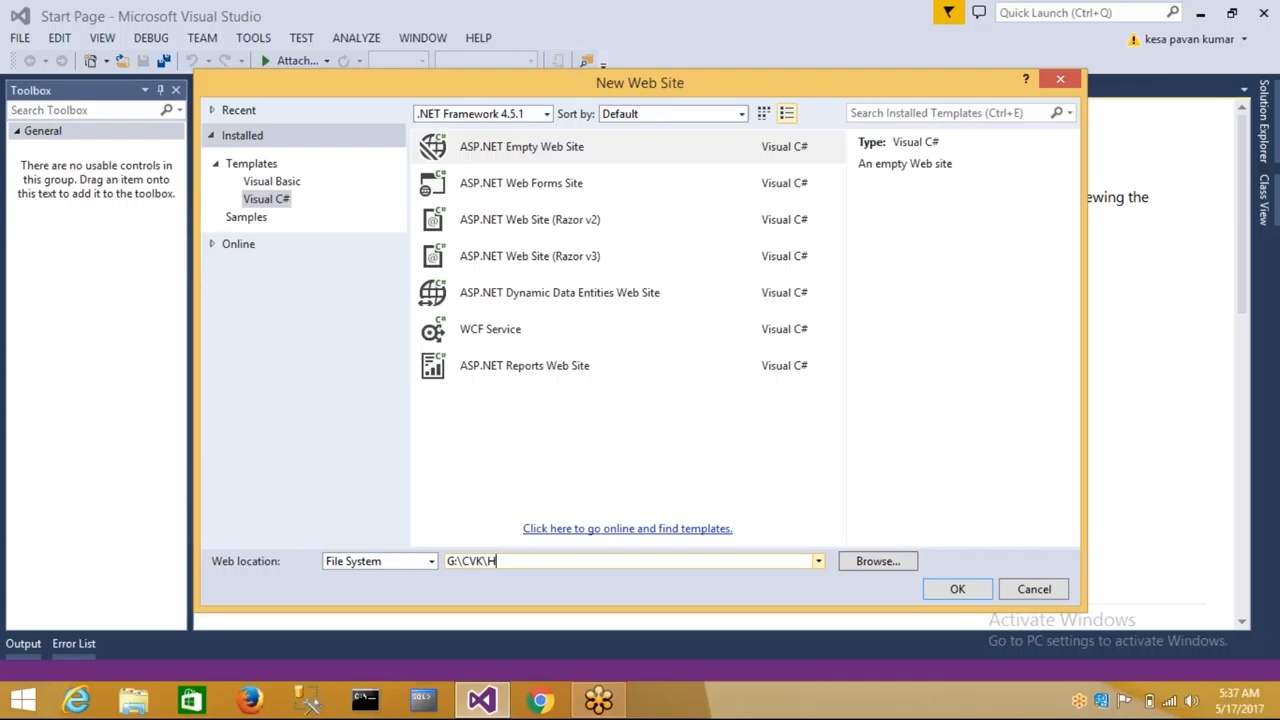 Start Page - Microsoft Visual Studio
Quick Launch (Ctrl+Q)
FILE EDIT VIEW DEBUG TEAM TOOLS TEST ANALYZE WINDOW HELP
kesa pavan kumar
Attach...
Toolbox
Search Toolbox
General
There are no usable controls in
this group. Drag an item onto
this text to add it to the toolbox.
New Web Site
?
Recent
Installed
Templates
Visual Basic
Visual C#
Samples
Online
.NET Framework 4.5.1 Sort by: Default
Search Installed Templates (Ctrl+E)
ASP.NET Empty Web Site Visual C#
ASP.NET Web Forms Site Visual C#
ASP.NET Web Site (Razor v2) Visual C#
ASP.NET Web Site (Razor v3) Visual C#
ASP.NET Dynamic Data Entities Web Site Visual C#
WCF Service Visual C#
ASP.NET Reports Web Site Visual C#
Type: Visual C#
An empty Web site
Click here to go online and find templates.
Web location: File System G:\CVK\H Browse...
OK Cancel
ewing the
Solution Explorer
Class View
Activate Windows
Go to PC settings to activate Windows.
Output Error List
5:37 AM
5/17/2017